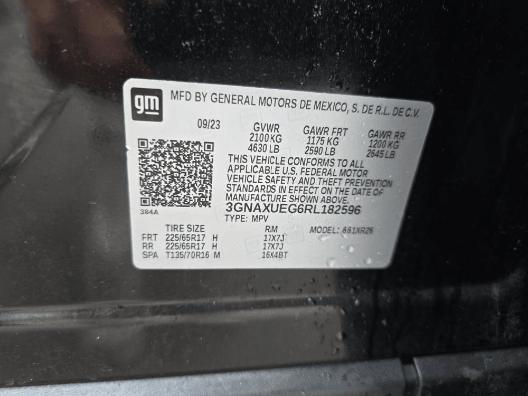 gm
MFD BY GENERAL MOTORS DE MEXICO, S. DE R.L. DE C.V.
09/23 GVWR GAWR FRT GAWR RR
2100 KG 1175 KG 1200 KG
4630 LB 2590 LB 2645 LB
THIS VEHICLE CONFORMS TO ALL
APPLICABLE U.S. FEDERAL MOTOR
VEHICLE SAFETY AND THEFT PREVENTION
STANDARDS IN EFFECT ON THE DATE OF
MANUFACTURE SHOWN ABOVE.
384A 3GNAXUEG6RL182596
TYPE: MPV MODEL:
TIRE SIZE RIM
FRT 225/65R17 H 17X7J
RR 225/65R17 H 17X7J
SPA T135/70R16 M 16X4BT